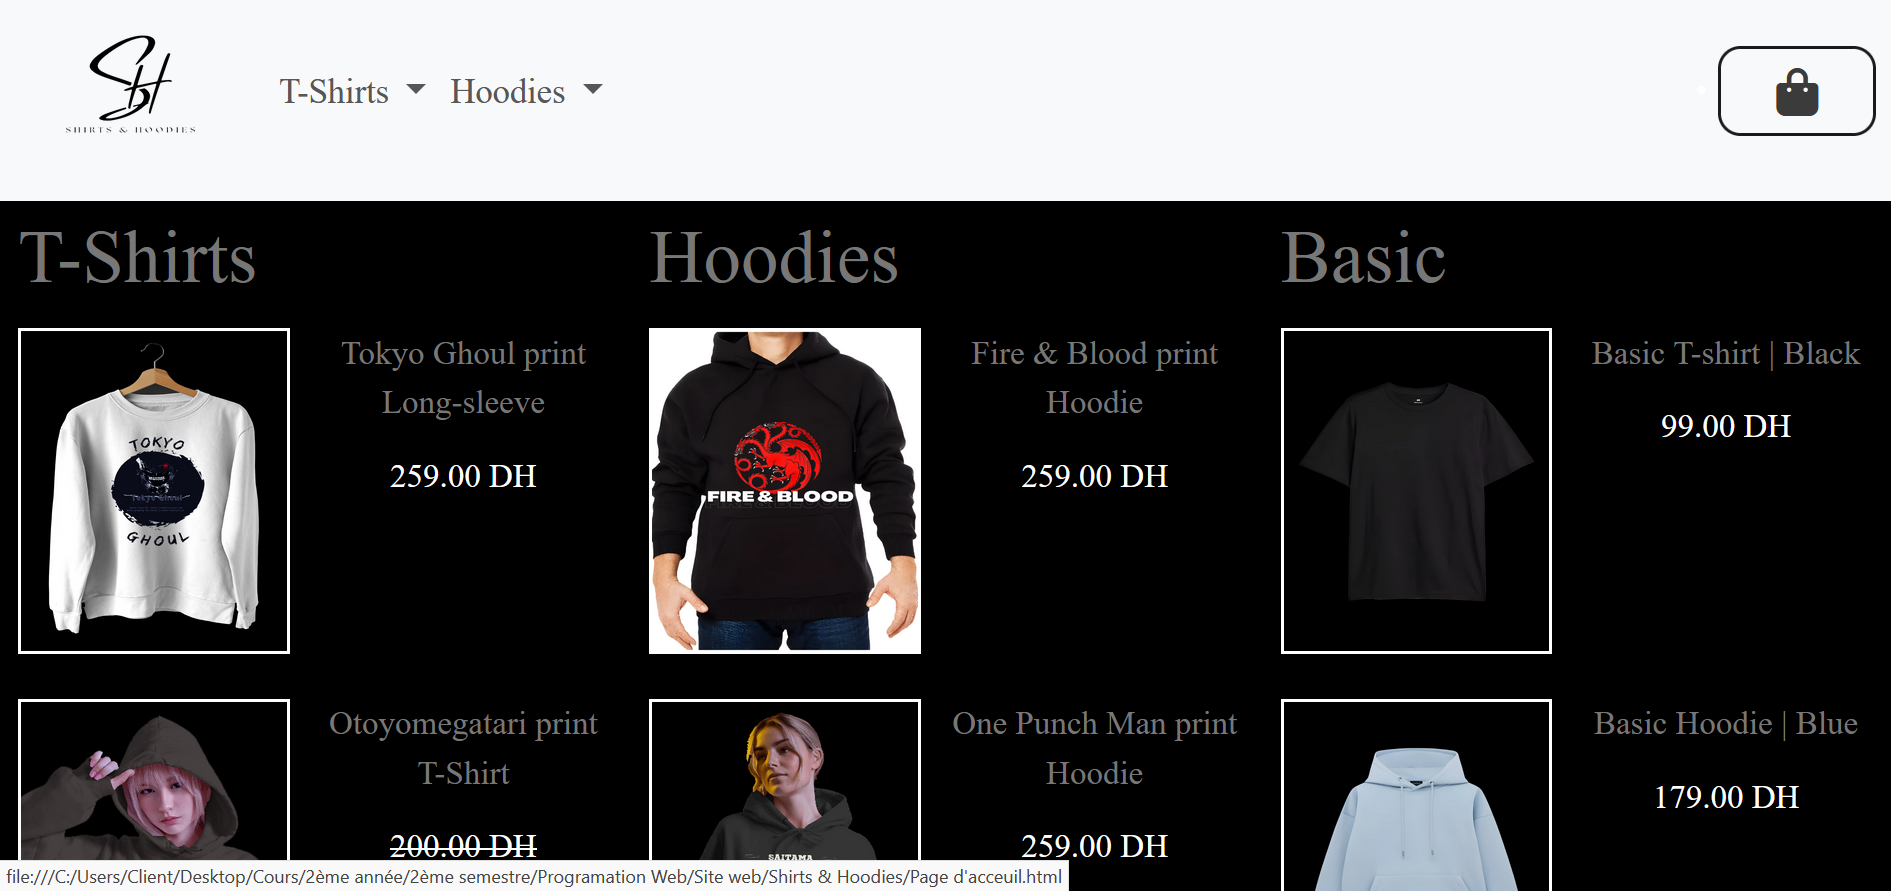 SHIRTS & HOODIES
T-Shirts
Hoodies
T-Shirts
Hoodies
Basic
TOKYO
GHOUL
Tokyo Ghoul print
Long-sleeve
259.00 DH
FIRE & BLOOD
Fire & Blood print
Hoodie
259.00 DH
Basic T-shirt | Black
99.00 DH
Otoyomegatari print
T-Shirt
200.00 DH
SAITAMA
One Punch Man print
Hoodie
259.00 DH
Basic Hoodie | Blue
179.00 DH
file:///C:/Users/Client/Desktop/Cours/2ème année/2ème semestre/Programation Web/Site web/Shirts & Hoodies/Page d'acceuil.html